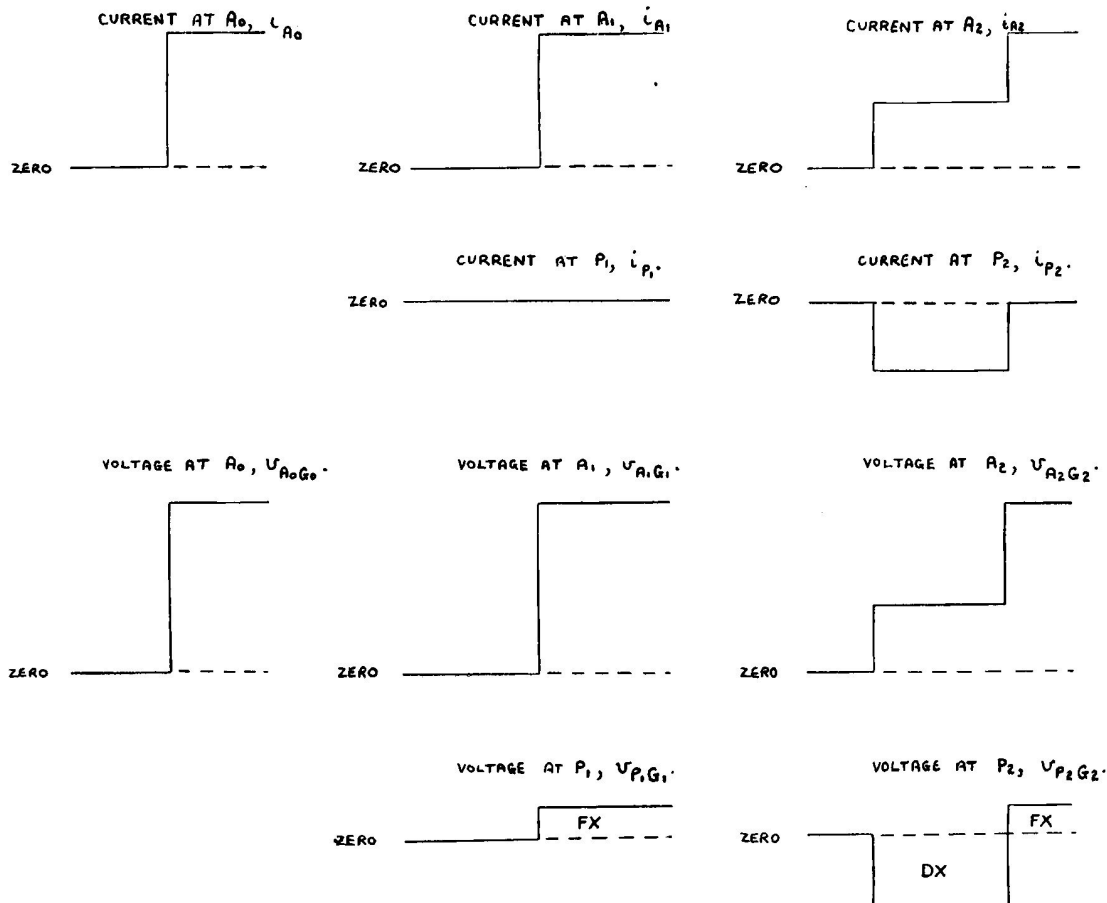 CURRENT AT A0, iA0
CURRENT AT A1, iA1
CURRENT AT A2, iA2
ZERO
ZERO
ZERO
CURRENT AT P1, iP1.
CURRENT AT P2, iP2.
ZERO
ZERO
VOLTAGE AT A0, VA0G0.
VOLTAGE AT A1, VA1G1.
VOLTAGE AT A2, VA2G2.
ZERO
ZERO
ZERO
VOLTAGE AT P1, VP1G1.
VOLTAGE AT P2, VP2G2.
ZERO
FX
ZERO
FX
DX